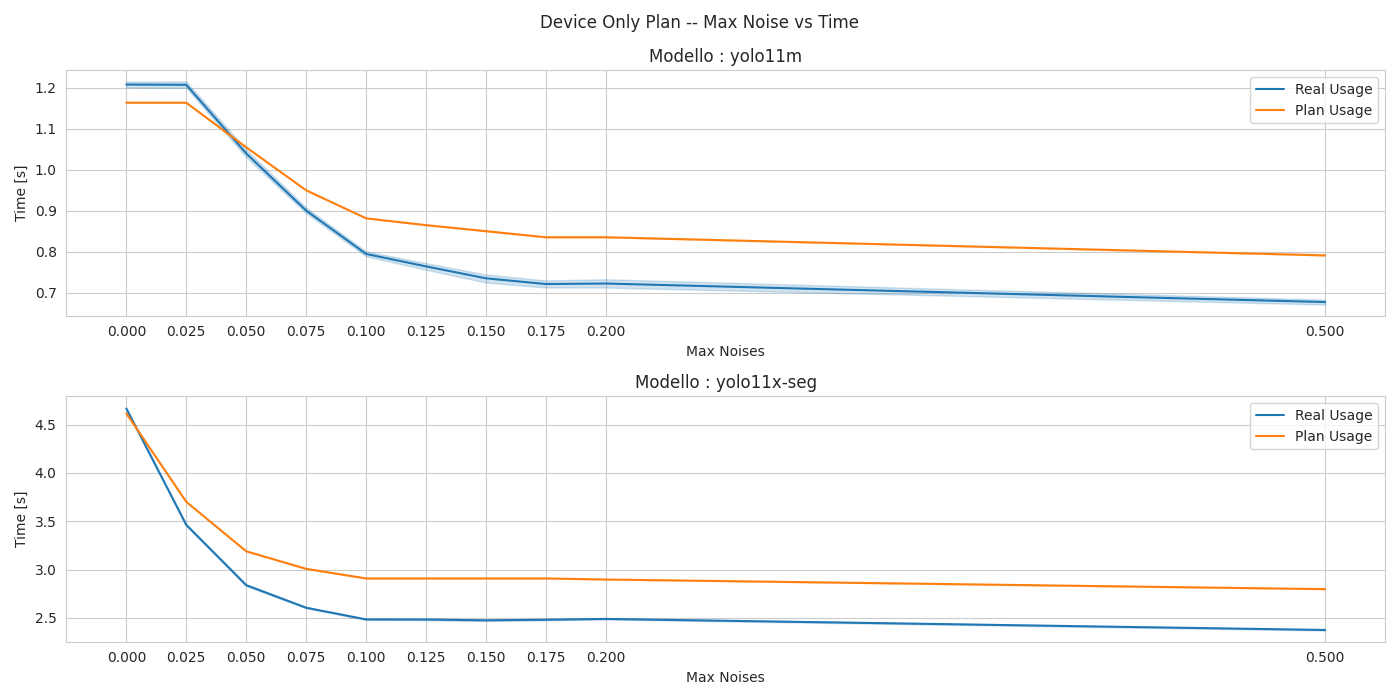 Device Only Plan -- Max Noise vs Time
Modello : yolo11m
Real Usage
Plan Usage
Time [s]
1.2
1.1
1.0
0.9
0.8
0.7
0.000 0.025 0.050 0.075 0.100 0.125 0.150 0.175 0.200 0.500
Max Noises
Modello : yolo11x-seg
Real Usage
Plan Usage
Time [s]
4.5
4.0
3.5
3.0
2.5
0.000 0.025 0.050 0.075 0.100 0.125 0.150 0.175 0.200 0.500
Max Noises